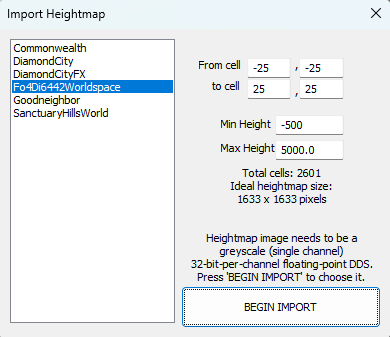 Import Heightmap
Commonwealth
DiamondCity
DiamondCityFX
Fo4Di6442Worldspace
Goodneighbor
SanctuaryHillsWorld
From cell -25 , -25
to cell 25 , 25
Min Height -500
Max Height 5000.0
Total cells: 2601
Ideal heightmap size:
1633 x 1633 pixels
Heightmap image needs to be a
greyscale (single channel)
32-bit-per-channel floating-point DDS.
Press 'BEGIN IMPORT' to choose it.
BEGIN IMPORT